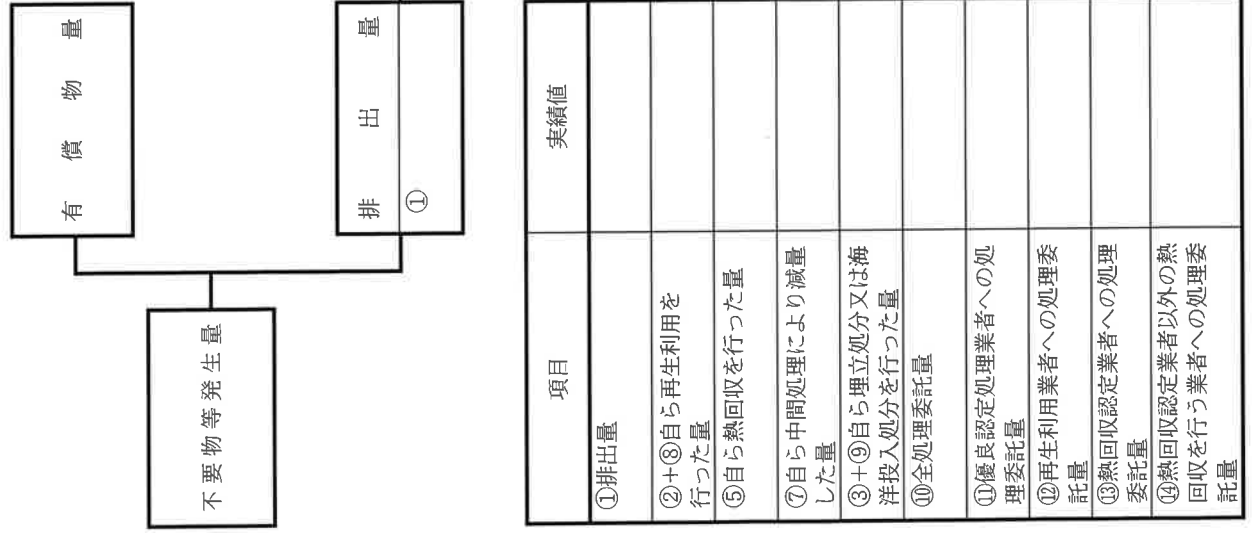 不要物等発生量
有償物量
排出量
①
項目
実績値
①排出量
②+⑧自ら再生利用を
行った量
⑤自ら熱回収を行った量
⑦自ら中間処理により減量
した量
③+⑨自ら埋立処分又は海
洋投入処分を行った量
⑩全処理委託量
⑪優良認定処理業者への処
理委託量
⑫再生利用業者への処理委
託量
⑬熱回収認定業者への処理
委託量
⑭熱回収認定業者以外の熱
回収を行う業者への処理委
託量